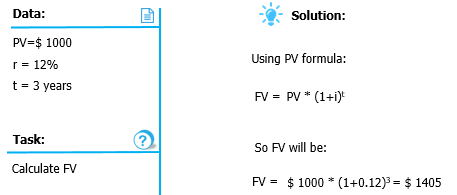 Data:
PV=$ 1000
r = 12%
t = 3 years
Task:
?
Calculate FV
Solution:
Using PV formula:
FV = PV * (1+i)ᵗ
So FV will be:
FV = $ 1000 * (1+0.12)³ = $ 1405